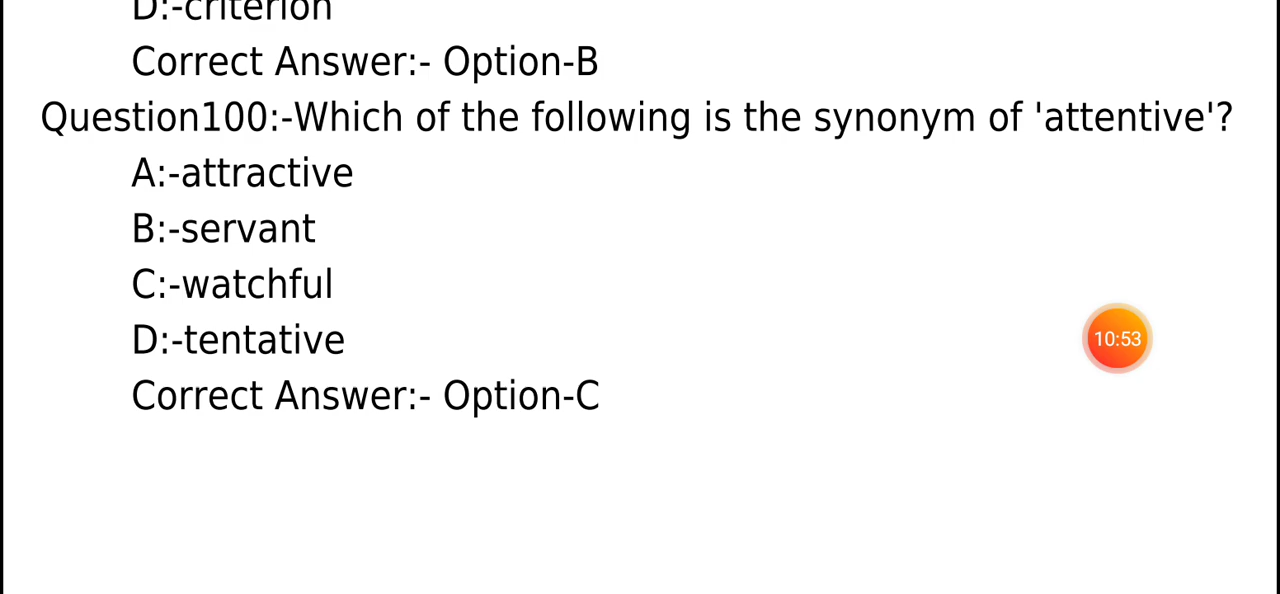 D:-criterion
Correct Answer:- Option-B
Question100:-Which of the following is the synonym of 'attentive'?
A:-attractive
B:-servant
C:-watchful
D:-tentative
10:53
Correct Answer:- Option-C